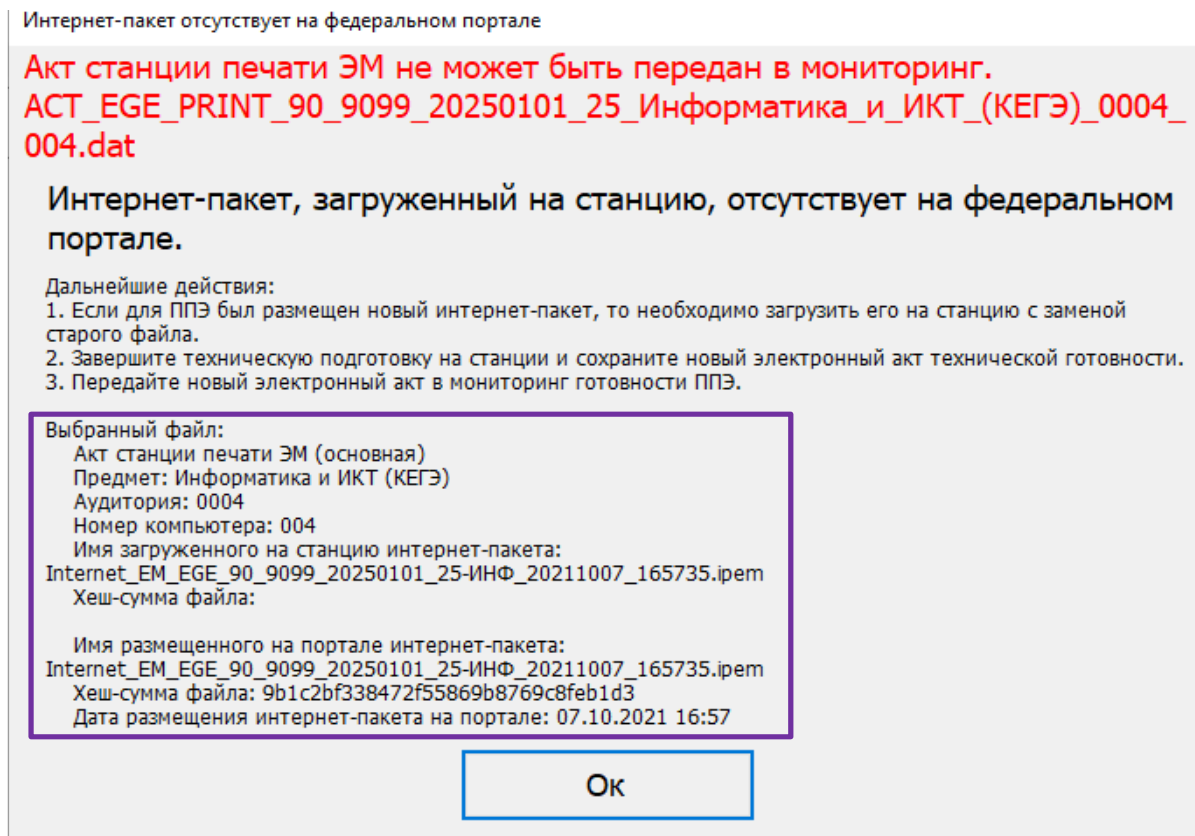 Интернет-пакет отсутствует на федеральном портале
Акт станции печати ЭМ не может быть передан в мониторинг.
ACT_EGE_PRINT_90_9099_20250101_25_Информатика_и_ИКТ_(КЕГЭ)_0004_
004.dat
Интернет-пакет, загруженный на станцию, отсутствует на федеральном
портале.
Дальнейшие действия:
1. Если для ППЭ был размещен новый интернет-пакет, то необходимо загрузить его на станцию с заменой
старого файла.
2. Завершите техническую подготовку на станции и сохраните новый электронный акт технической готовности.
3. Передайте новый электронный акт в мониторинг готовности ППЭ.
Выбранный файл:
Акт станции печати ЭМ (основная)
Предмет: Информатика и ИКТ (КЕГЭ)
Аудитория: 0004
Номер компьютера: 004
Имя загруженного на станцию интернет-пакета:
Internet_EM_EGE_90_9099_20250101_25-ИНФ_20211007_165735.ipem
Хеш-сумма файла:
Имя размещенного на портале интернет-пакета:
Internet_EM_EGE_90_9099_20250101_25-ИНФ_20211007_165735.ipem
Хеш-сумма файла: 9b1c2bf338472f55869b8769c8feb1d3
Дата размещения интернет-пакета на портале: 07.10.2021 16:57
Ок